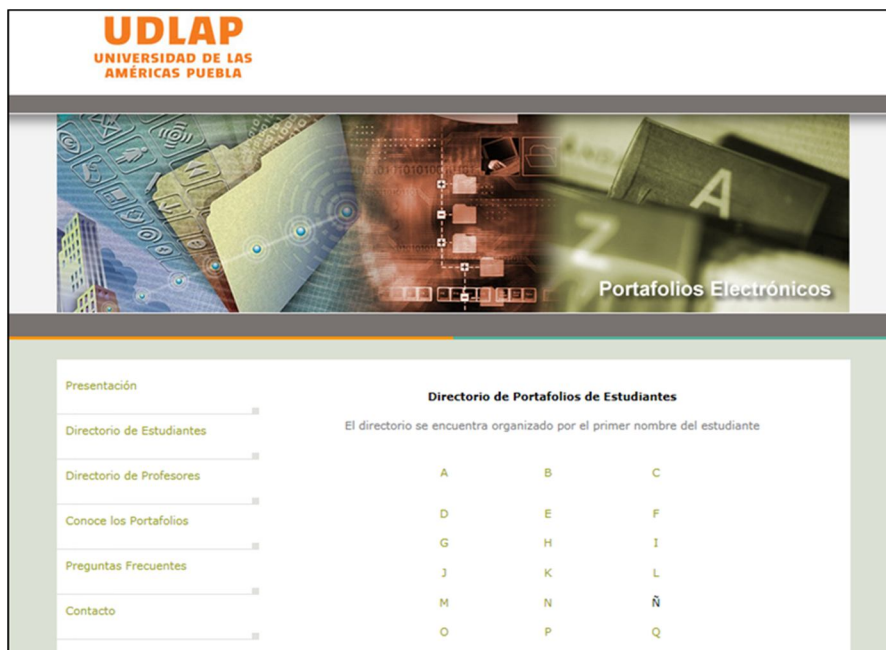 UDLAP
UNIVERSIDAD DE LAS
AMÉRICAS PUEBLA
A
Z
Portafolios Electrónicos
Presentación
Directorio de Estudiantes
Directorio de Profesores
Conoce los Portafolios
Preguntas Frecuentes
Contacto
Directorio de Portafolios de Estudiantes
El directorio se encuentra organizado por el primer nombre del estudiante
A B C
D E F
G H I
J K L
M N Ñ
O P Q